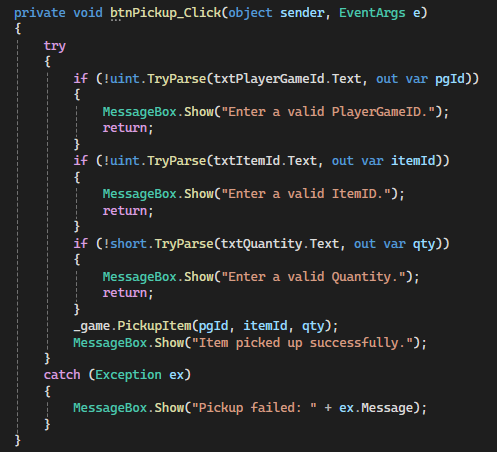 private void btnPickup_Click(object sender, EventArgs e)
{
    try
    {
        if (!uint.TryParse(txtPlayerGameId.Text, out var pgId))
        {
            MessageBox.Show("Enter a valid PlayerGameID.");
            return;
        }
        if (!uint.TryParse(txtItemId.Text, out var itemId))
        {
            MessageBox.Show("Enter a valid ItemID.");
            return;
        }
        if (!short.TryParse(txtQuantity.Text, out var qty))
        {
            MessageBox.Show("Enter a valid Quantity.");
            return;
        }
        _game.PickupItem(pgId, itemId, qty);
        MessageBox.Show("Item picked up successfully.");
    }
    catch (Exception ex)
    {
        MessageBox.Show("Pickup failed: " + ex.Message);
    }
}